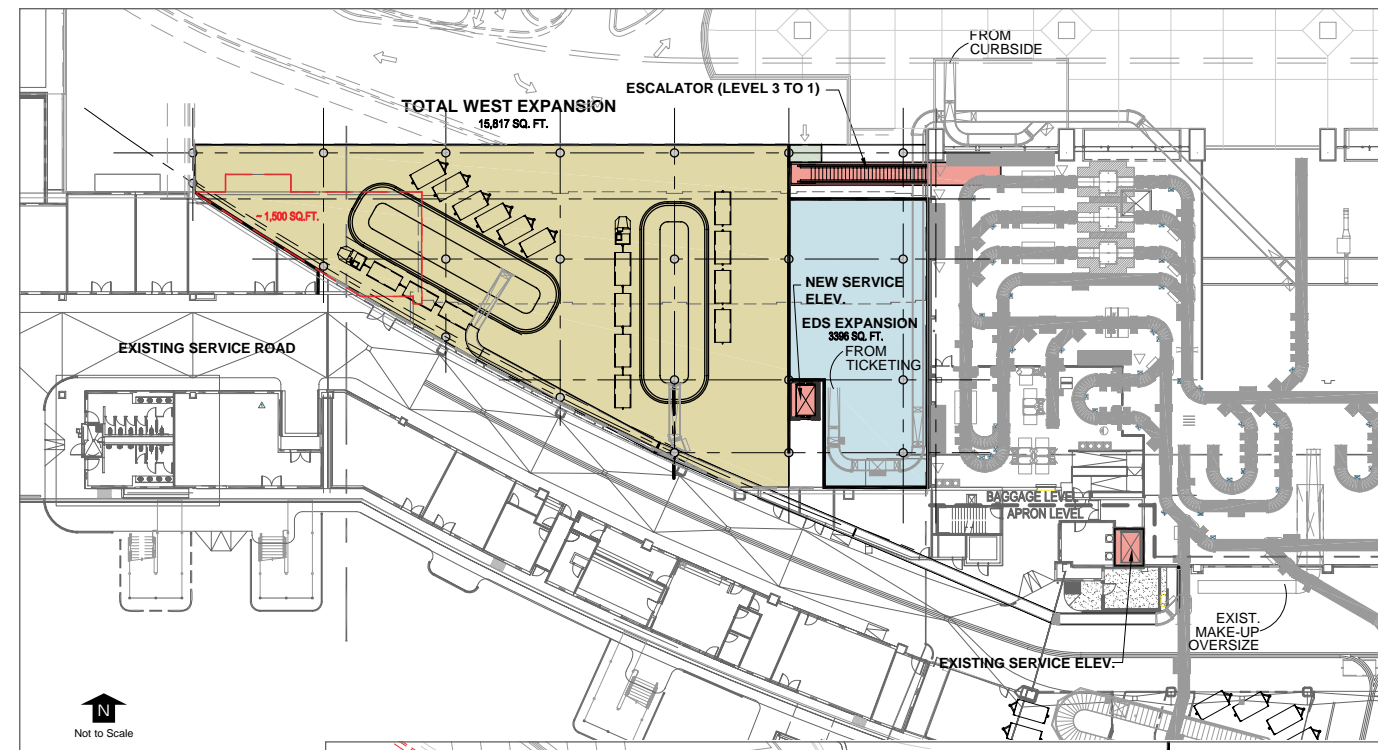 FROM
CURBSIDE
ESCALATOR (LEVEL 3 TO 1)
TOTAL WEST EXPANSION
15,817 SQ. FT.
~ 1,500 SQ.FT.
NEW SERVICE
ELEV.
EDS EXPANSION
3396 SQ. FT.
FROM
TICKETING
EXISTING SERVICE ROAD
BAGGAGE LEVEL
APRON LEVEL
EXIST.
MAKE-UP
OVERSIZE
EXISTING SERVICE ELEV.
N
Not to Scale